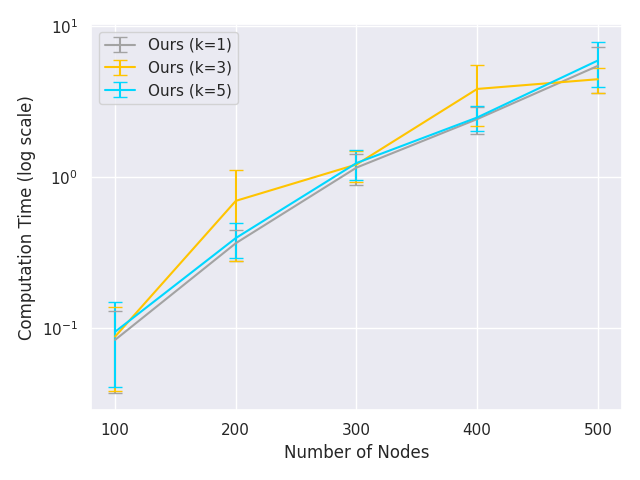 10¹
Ours (k=1)
Ours (k=3)
Ours (k=5)
10⁰
10⁻¹
Computation Time (log scale)
100
200
300
400
500
Number of Nodes